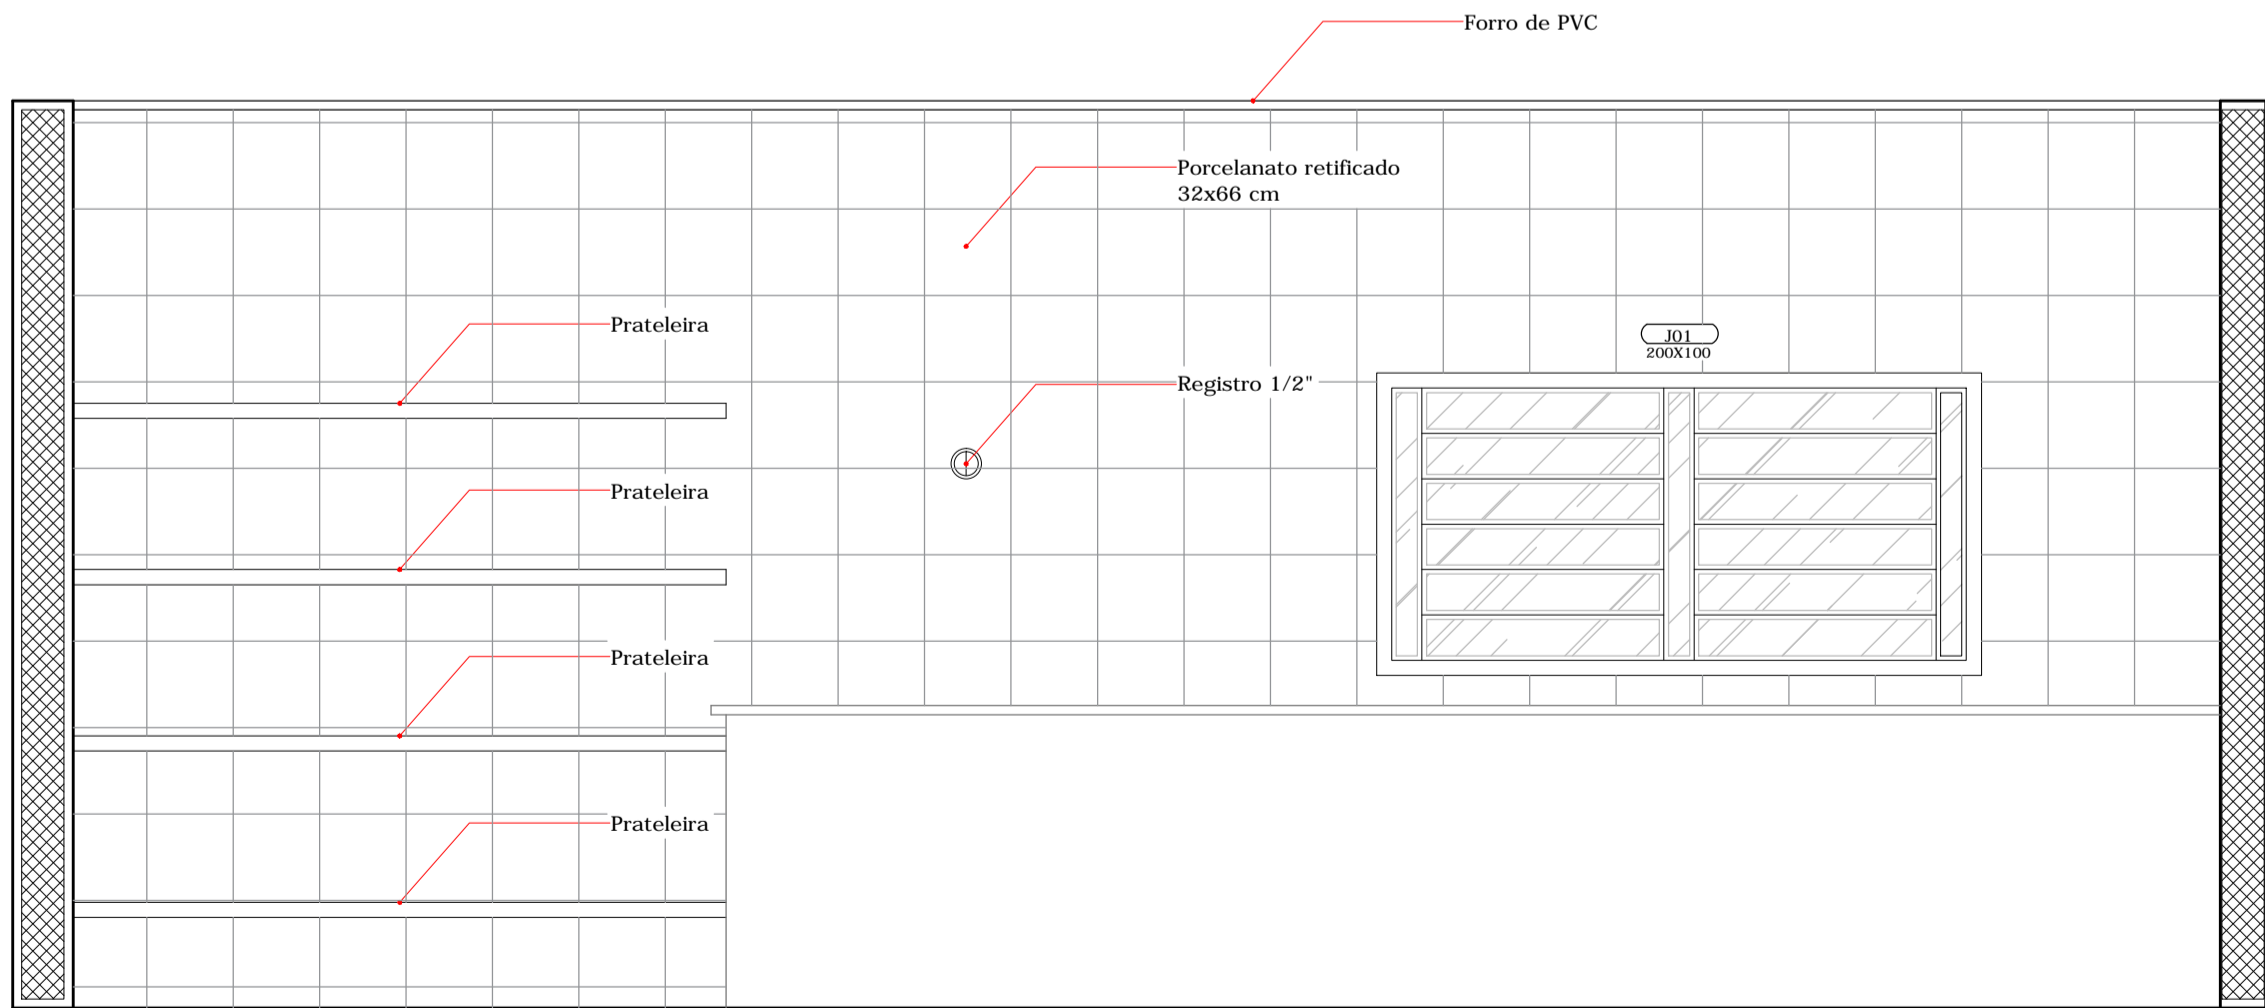 Forro de PVC
Porcelanato retificado
32x66 cm
Prateleira
J01
200X100
Registro 1/2"
Prateleira
Prateleira
Prateleira